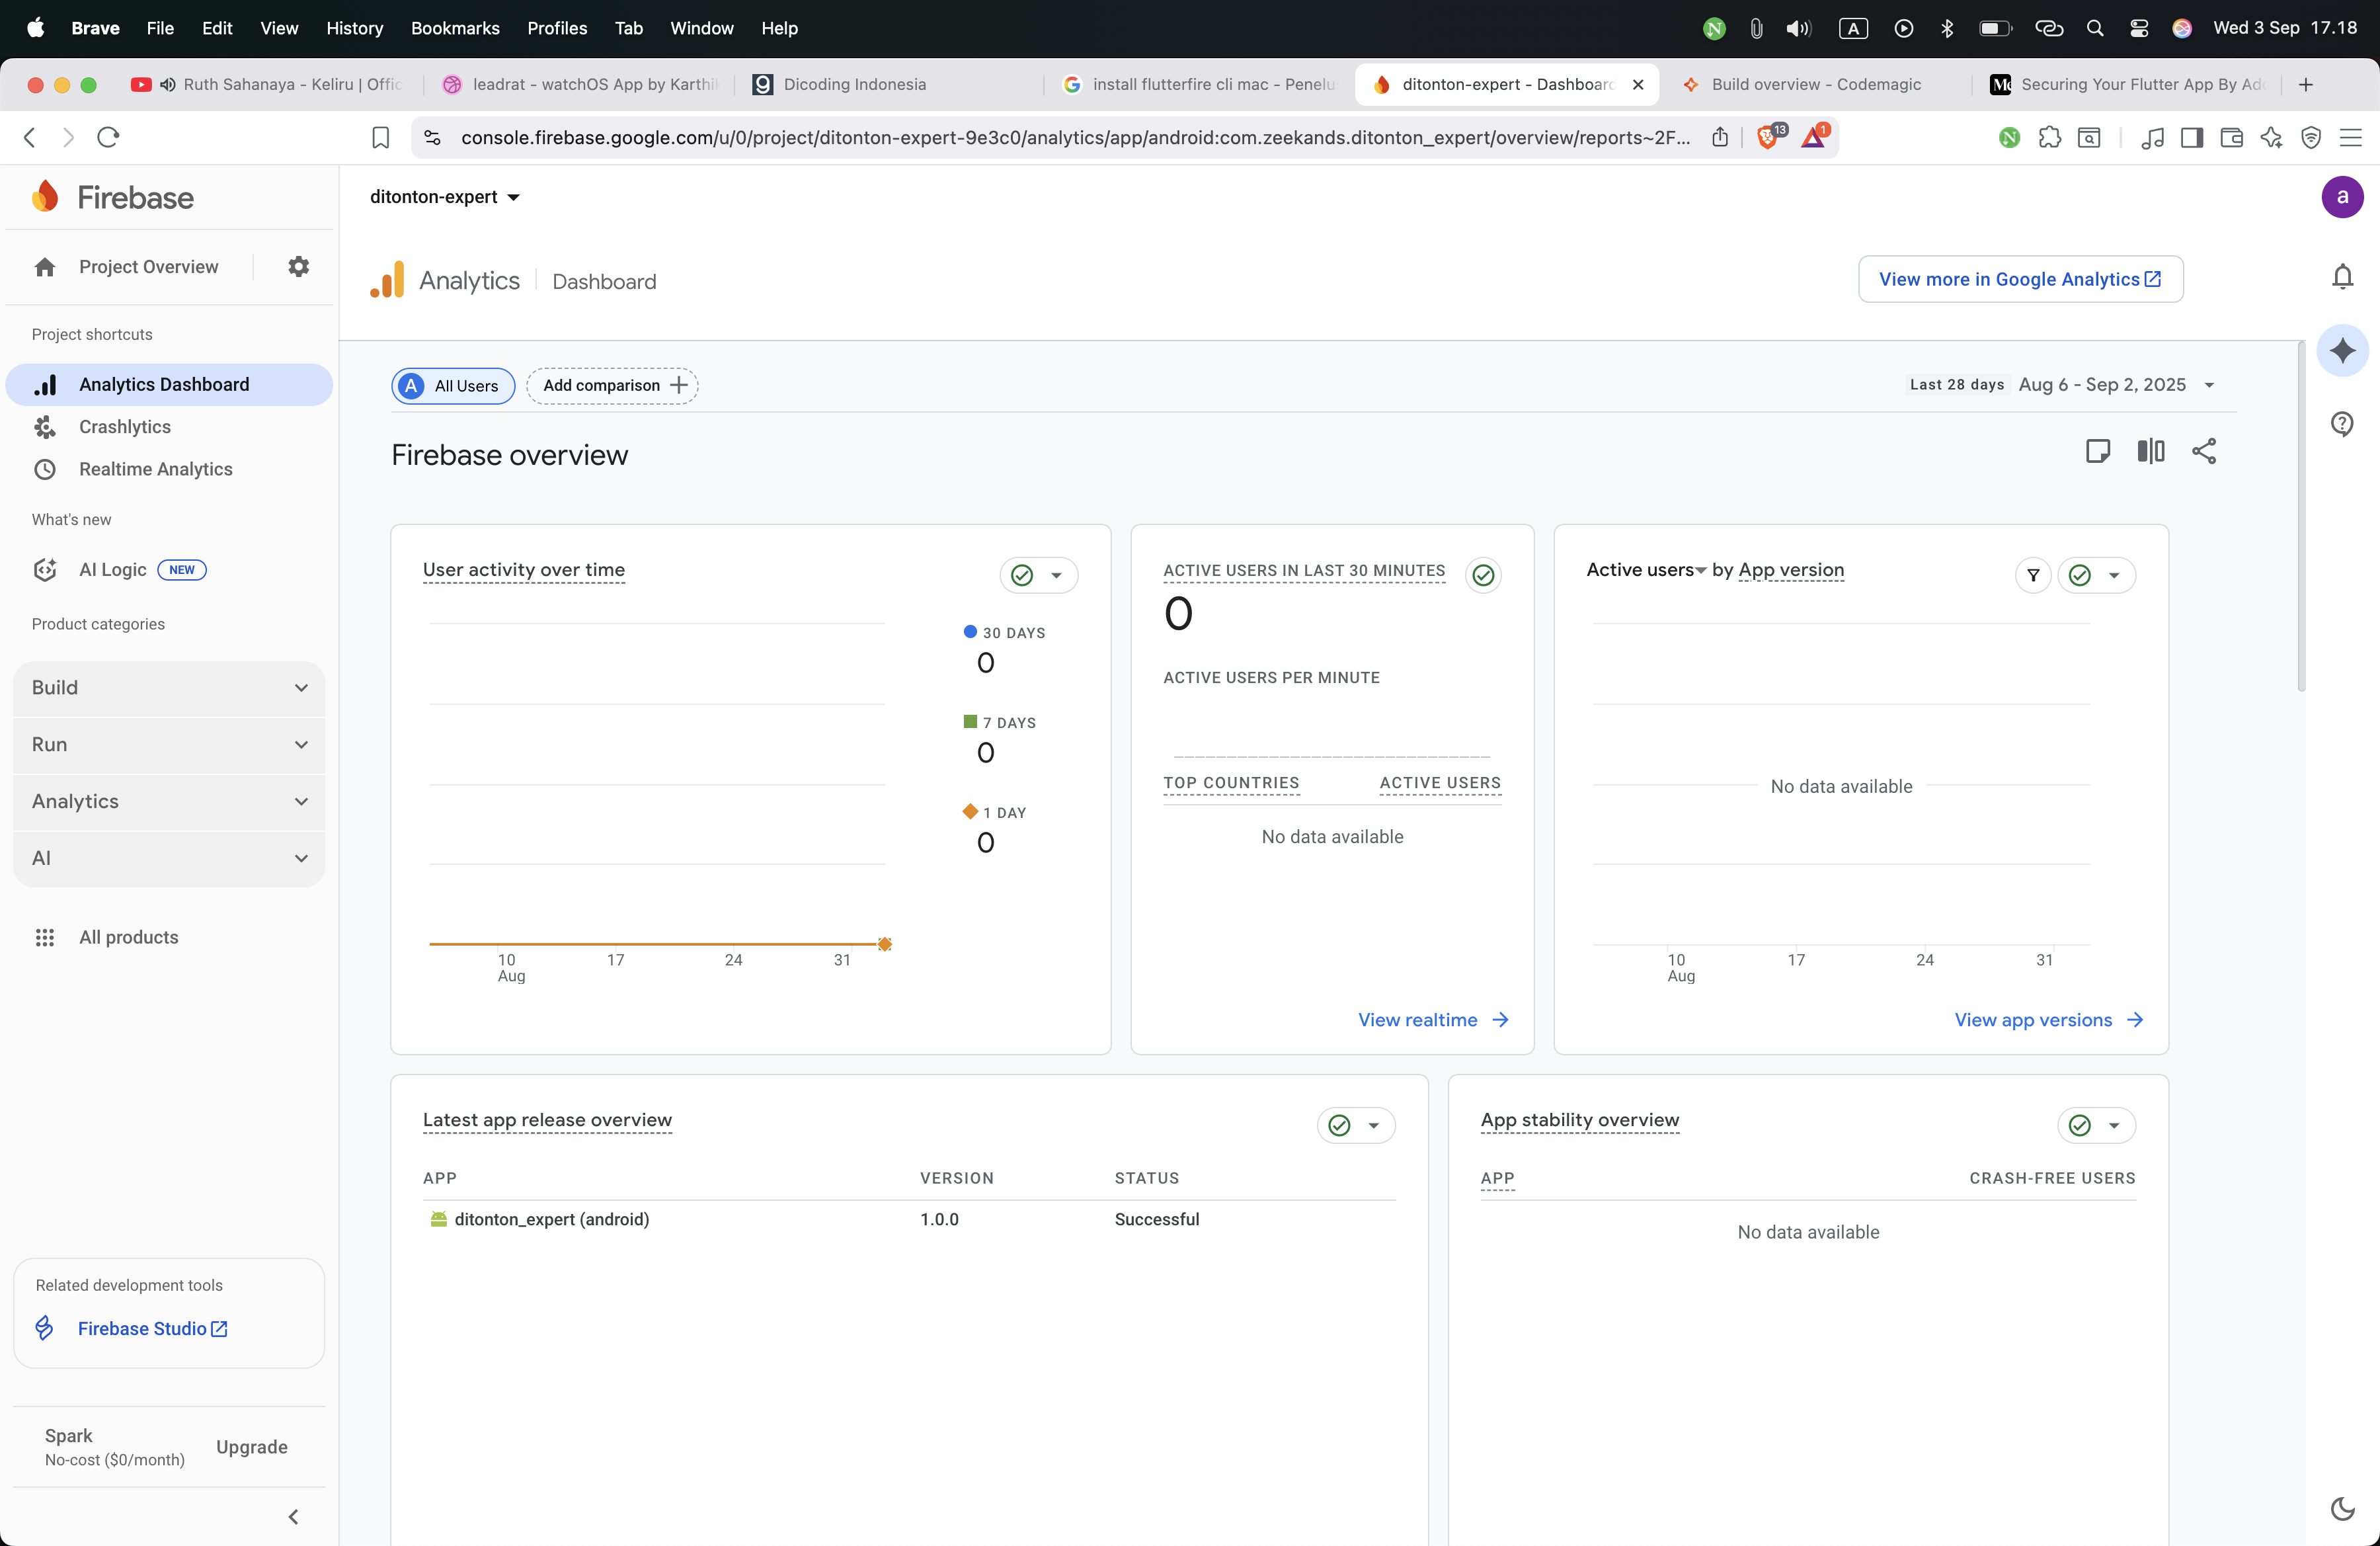 Brave File Edit View History Bookmarks Profiles Tab Window Help
A
Wed 3 Sep 17.18
Ruth Sahanaya - Keliru | Offic
leadrat - watchOS App by Karthik
Dicoding Indonesia
install flutterfire cli mac - Penelu
ditonton-expert - Dashboard
Build overview - Codemagic
Securing Your Flutter App By Ad
console.firebase.google.com/u/0/project/ditonton-expert-9e3c0/analytics/app/android:com.zeekands.ditonton_expert/overview/reports~2F...
13
1
Firebase
ditonton-expert
a
Project Overview
Analytics
Dashboard
View more in Google Analytics
Project shortcuts
Analytics Dashboard
Crashlytics
Realtime Analytics
What's new
AI Logic NEW
Product categories
Build
Run
Analytics
AI
All products
Related development tools
Firebase Studio
Spark
No-cost ($0/month)
Upgrade
A All Users
Add comparison
Last 28 days Aug 6 - Sep 2, 2025
Firebase overview
User activity over time
30 DAYS
0
7 DAYS
0
1 DAY
0
10
Aug
17
24
31
ACTIVE USERS IN LAST 30 MINUTES
0
ACTIVE USERS PER MINUTE
TOP COUNTRIES ACTIVE USERS
No data available
View realtime
Active users by App version
No data available
10
Aug
17
24
31
View app versions
Latest app release overview
APP VERSION STATUS
ditonton_expert (android) 1.0.0 Successful
App stability overview
APP CRASH-FREE USERS
No data available